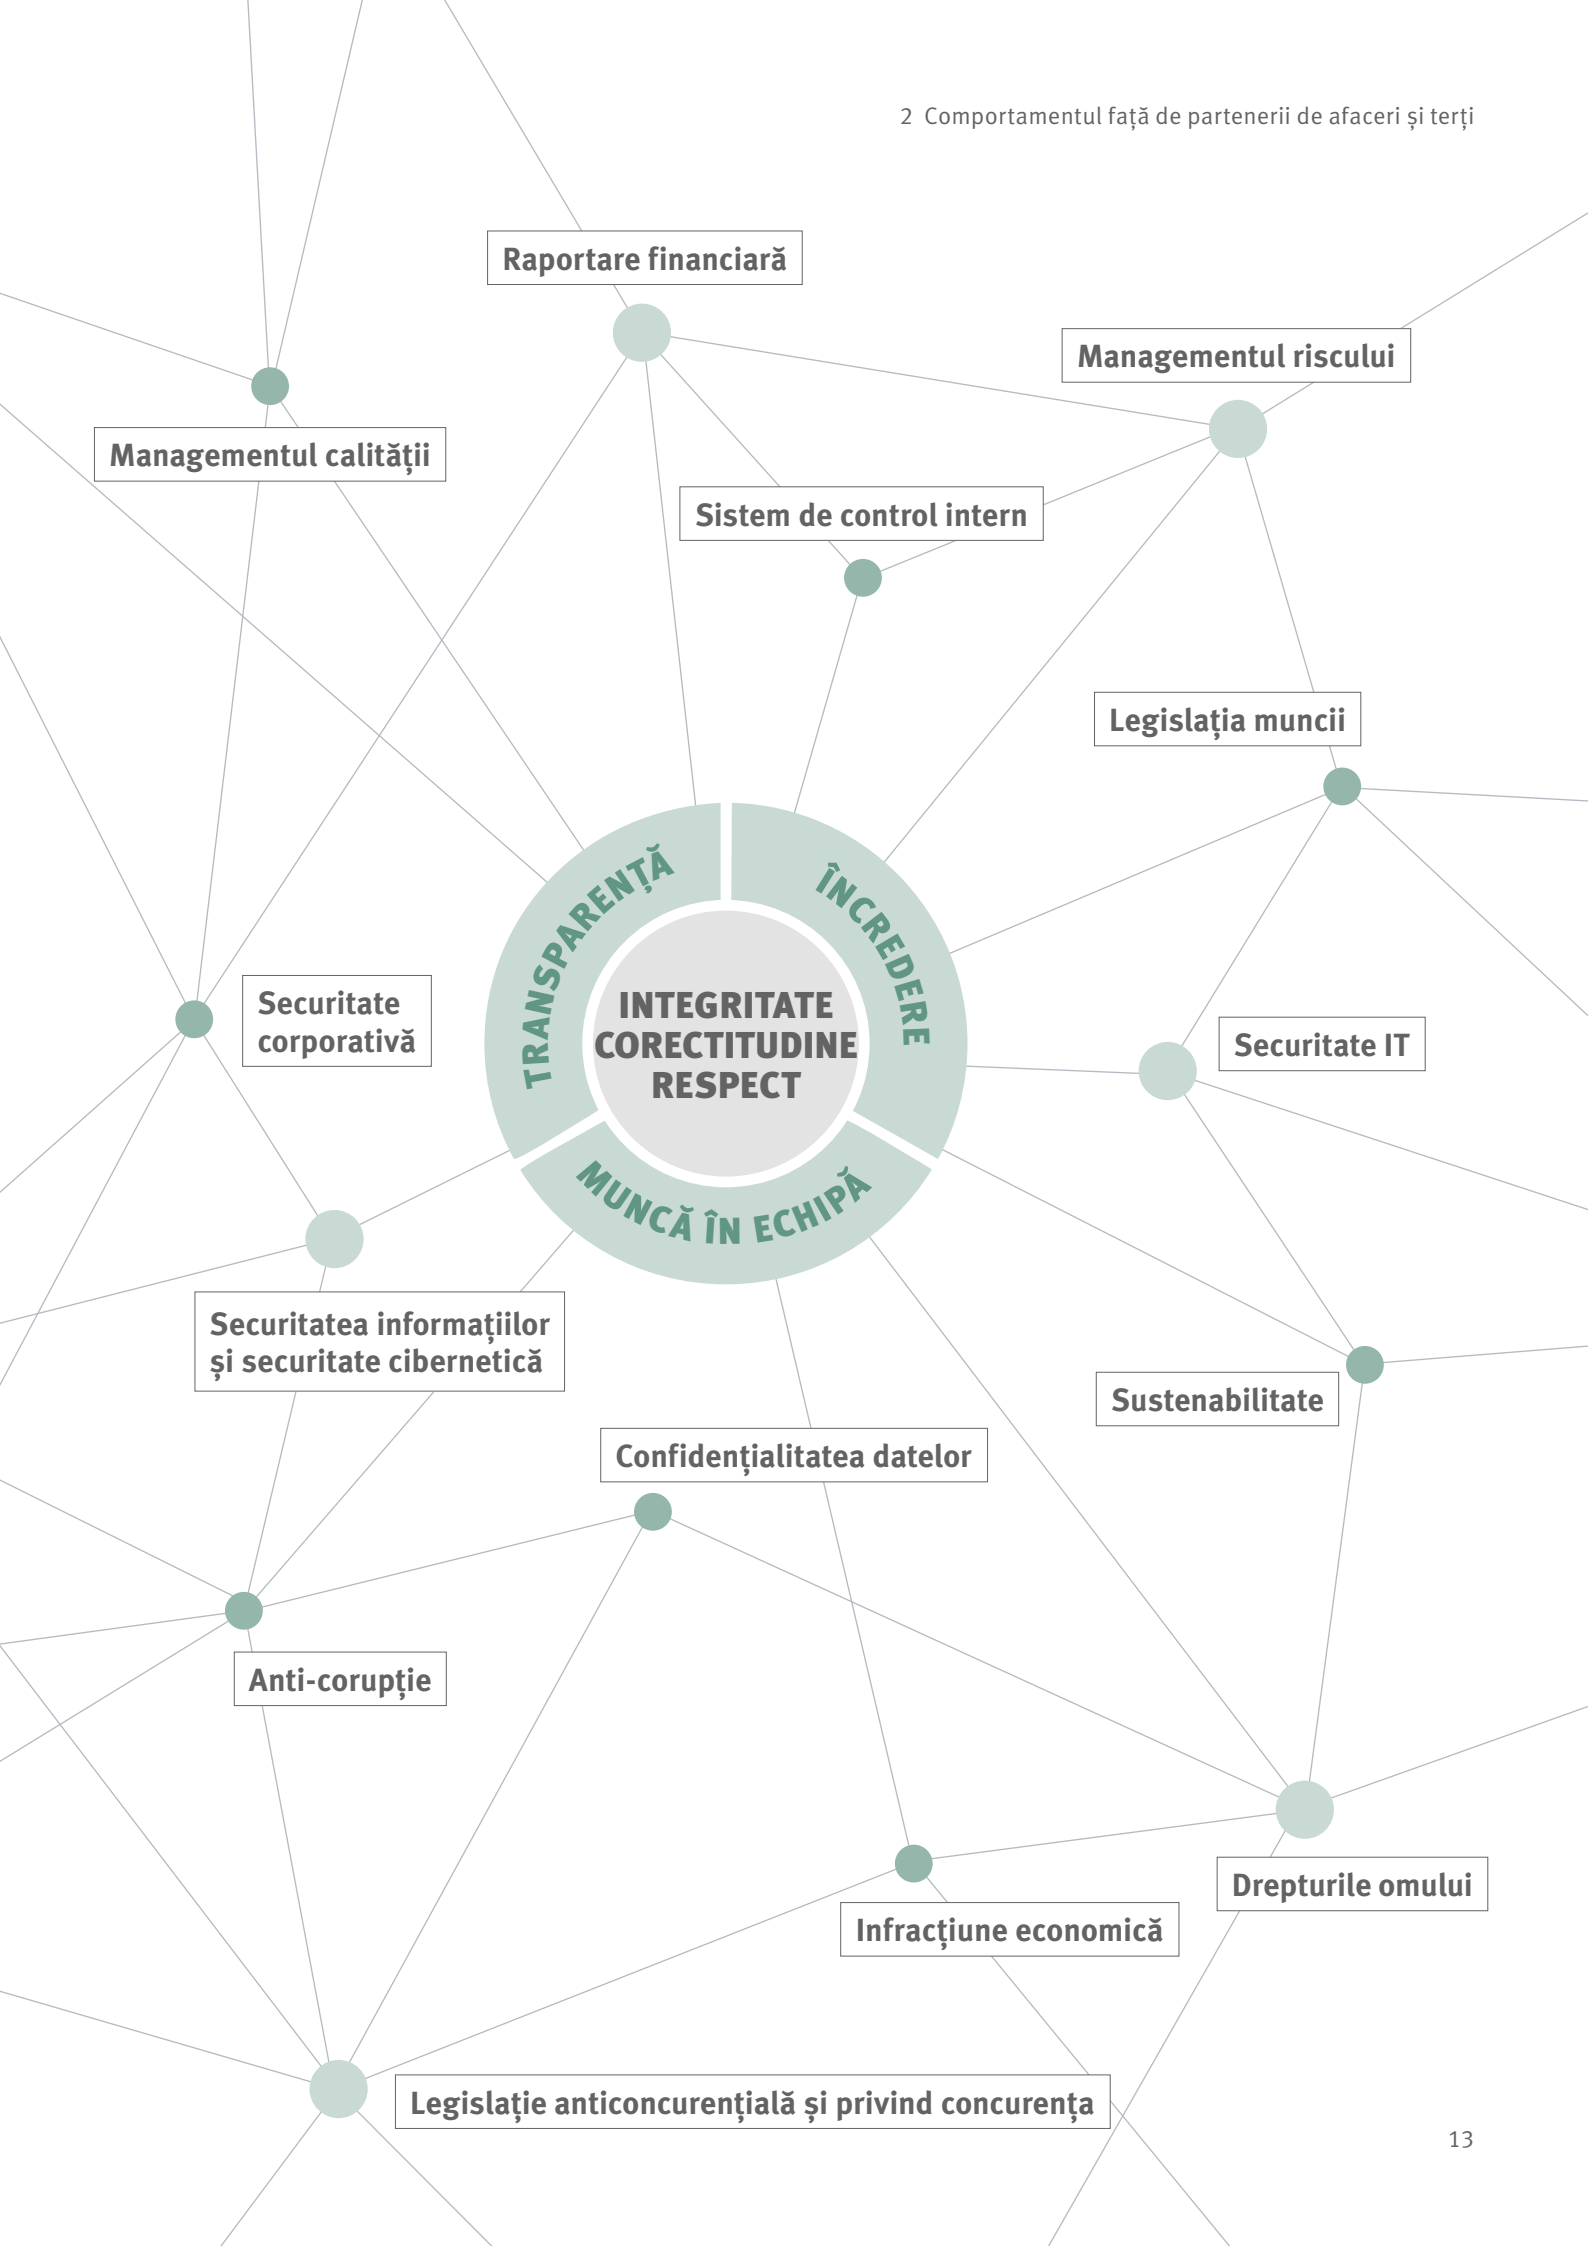 2 Comportamentul față de partenerii de afaceri și terți
Raportare financiară
Managementul riscului
Managementul calității
Sistem de control intern
Legislația muncii
TRANSPARENȚĂ
ÎNCREDERE
INTEGRITATE
CORECTITUDINE
RESPECT
MUNCĂ ÎN ECHIPĂ
Securitate
corporativă
Securitate IT
Securitatea informațiilor
și securitate cibernetică
Sustenabilitate
Confidențialitatea datelor
Anti-corupție
Drepturile omului
Infracțiune economică
Legislație anticoncurențială și privind concurența
13